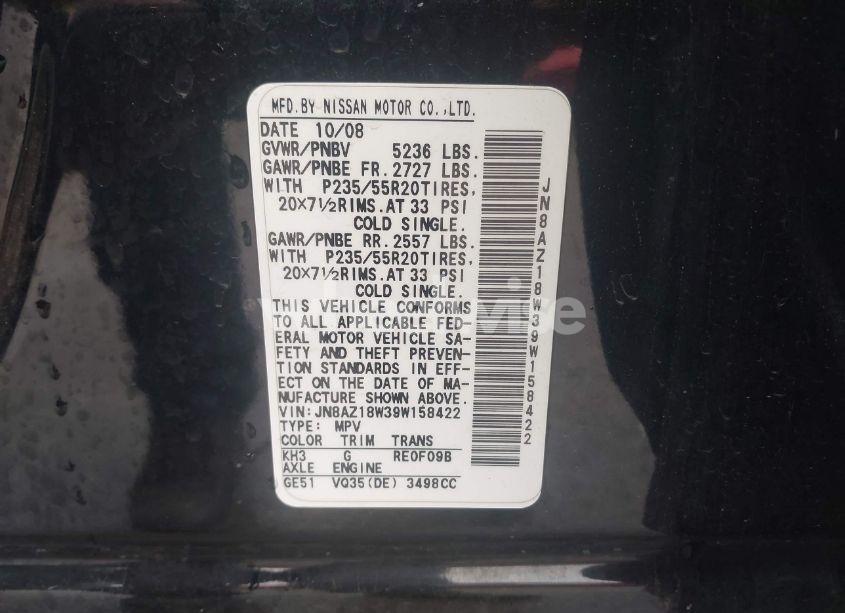 MFD.BY NISSAN MOTOR CO.,LTD.
DATE 10/08
GVWR/PNBV 5236 LBS.
GAWR/PNBE FR.2727 LBS.
WITH P235/55R20TIRES,
20×7½RIMS.AT 33 PSI
COLD SINGLE.
GAWR/PNBE RR.2557 LBS.
WITH P235/55R20TIRES,
20×7½RIMS.AT 33 PSI
COLD SINGLE.
THIS VEHICLE CONFORMS
TO ALL APPLICABLE FED-
ERAL MOTOR VEHICLE SA-
FETY AND THEFT PREVEN-
TION STANDARDS IN EFF-
ECT ON THE DATE OF MA-
NUFACTURE SHOWN ABOVE.
VIN:JN8AZ18W39W158422
TYPE: MPV
COLOR TRIM TRANS
KH3 G RE0F09B
AXLE ENGINE
GE51 VQ35(DE) 3498CC
JN8AZ18W39W158422